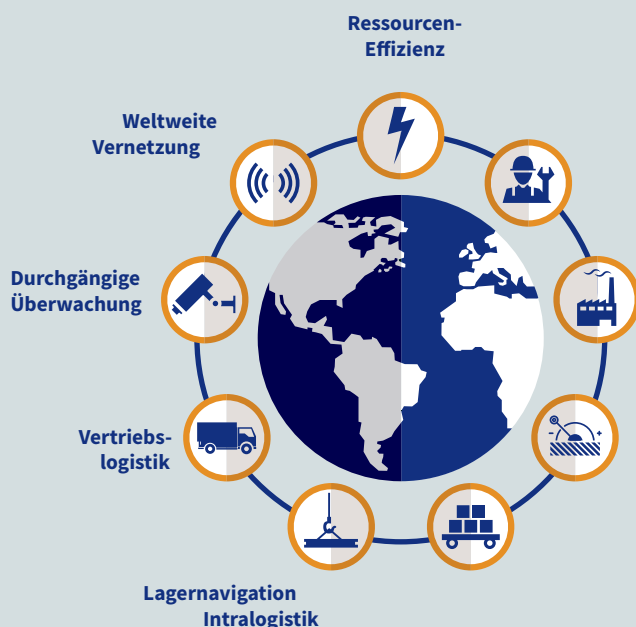 Ressourcen-
Effizienz
Weltweite
Vernetzung
Durchgängige
Überwachung
Vertriebs-
logistik
Lagernavigation
Intralogistik